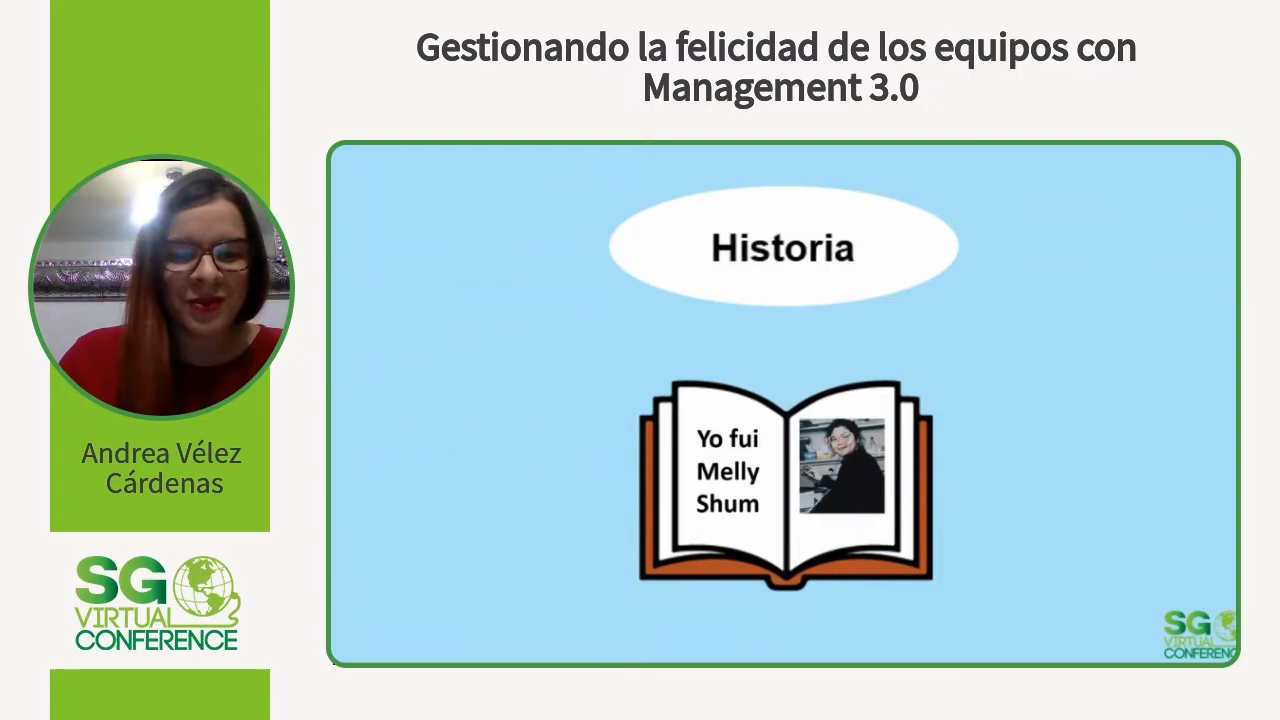 Gestionando la felicidad de los equipos con
Management 3.0
Historia
Yo fui
Melly
Shum
Andrea Vélez
Cárdenas
SG
VIRTUAL
CONFERENCE
SG
VIRTUAL
CONFERENC